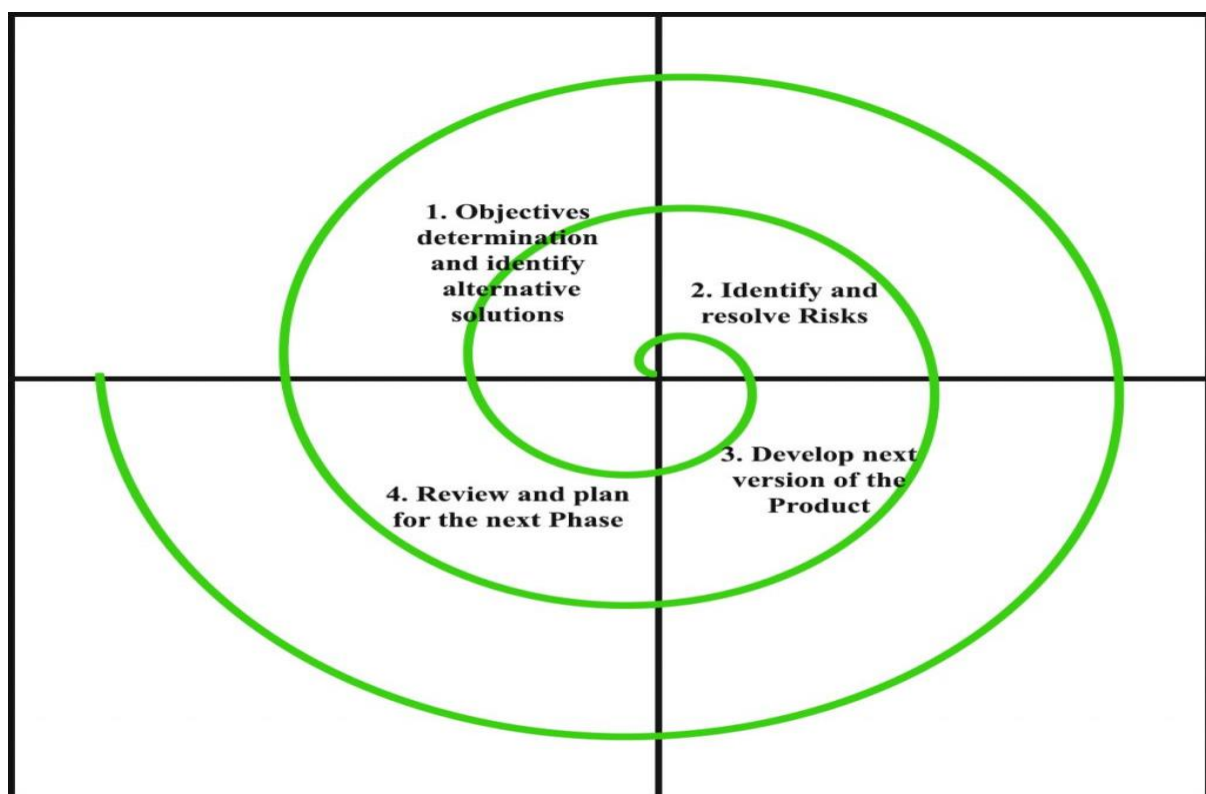 1. Objectives
determination
and identify
alternative
solutions
2. Identify and
resolve Risks
3. Develop next
version of the
Product
4. Review and plan
for the next Phase